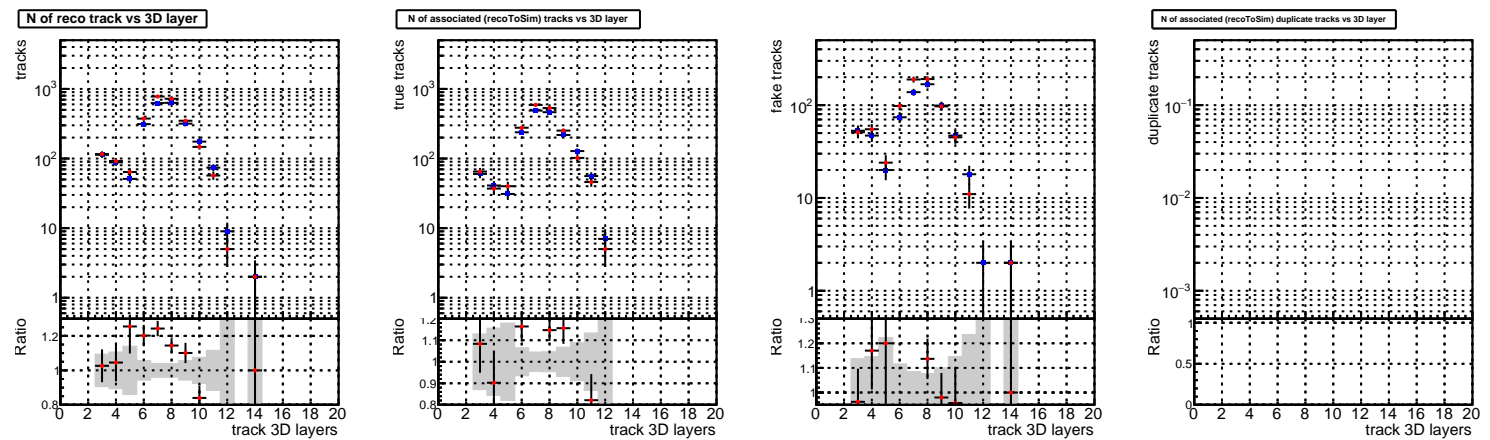 N of reco track vs 3D layer
tracks
10³
10²
10
1
Ratio
1.2
1
0.8
0 2 4 6 8 10 12 14 16 18 20
track 3D layers
N of associated (recoToSim) tracks vs 3D layer
true tracks
10³
10²
10
1
Ratio
1.2
1.1
1
0.9
0.8
0 2 4 6 8 10 12 14 16 18 20
track 3D layers
fake tracks
10²
10
1
Ratio
1.3
1.2
1.1
1
0 2 4 6 8 10 12 14 16 18 20
track 3D layers
N of associated (recoToSim) duplicate tracks vs 3D layer
duplicate tracks
10⁻¹
10⁻²
10⁻³
Ratio
1
0.5
0
0 2 4 6 8 10 12 14 16 18 20
track 3D layers